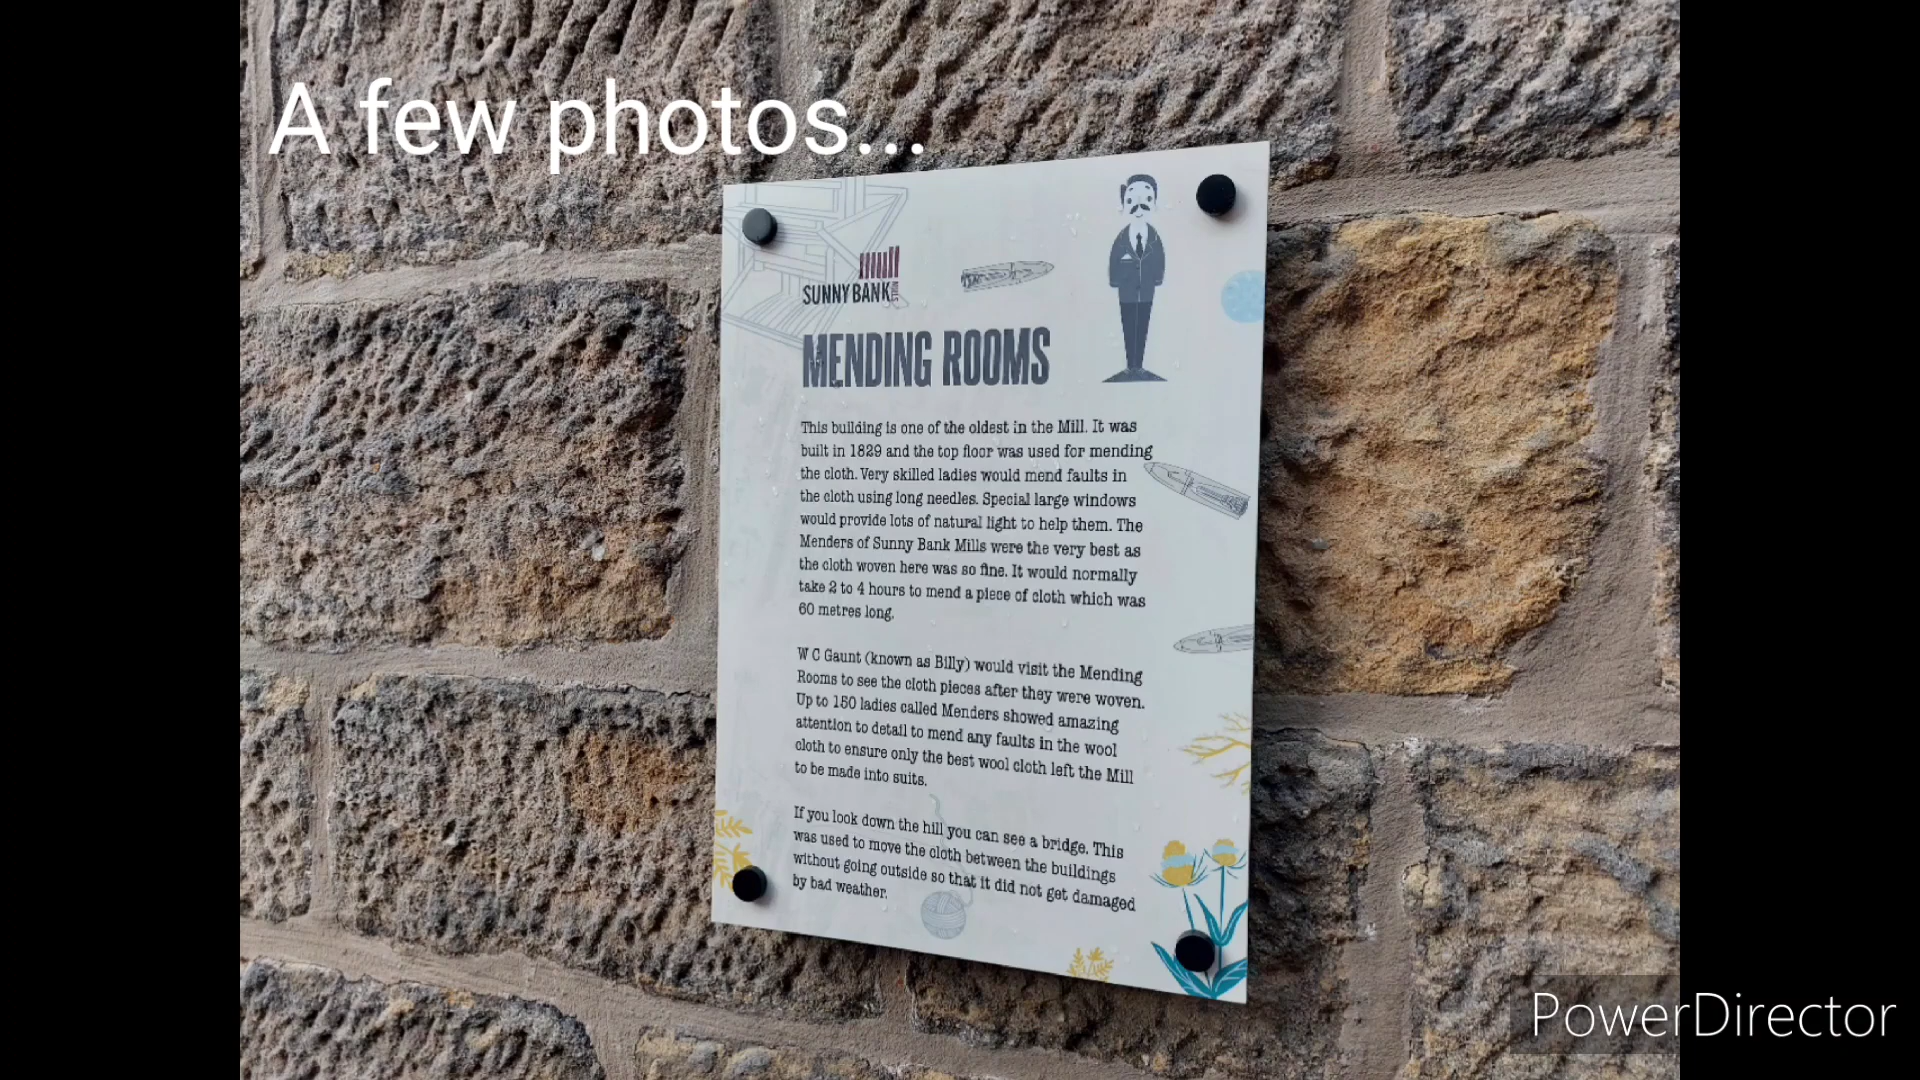 A few photos...
SUNNY BANK MILLS
MENDING ROOMS
This building is one of the oldest in the Mill. It was
built in 1829 and the top floor was used for mending
the cloth. Very skilled ladies would mend faults in
the cloth using long needles. Special large windows
would provide lots of natural light to help them. The
Menders of Sunny Bank Mills were the very best as
the cloth woven here was so fine. It would normally
take 2 to 4 hours to mend a piece of cloth which was
60 metres long.
W C Gaunt (known as Billy) would visit the Mending
Rooms to see the cloth pieces after they were woven.
Up to 150 ladies called Menders showed amazing
attention to detail to mend any faults in the wool
cloth to ensure only the best wool cloth left the Mill
to be made into suits.
If you look down the hill you can see a bridge. This
was used to move the cloth between the buildings
without going outside so that it did not get damaged
by bad weather.
PowerDirector